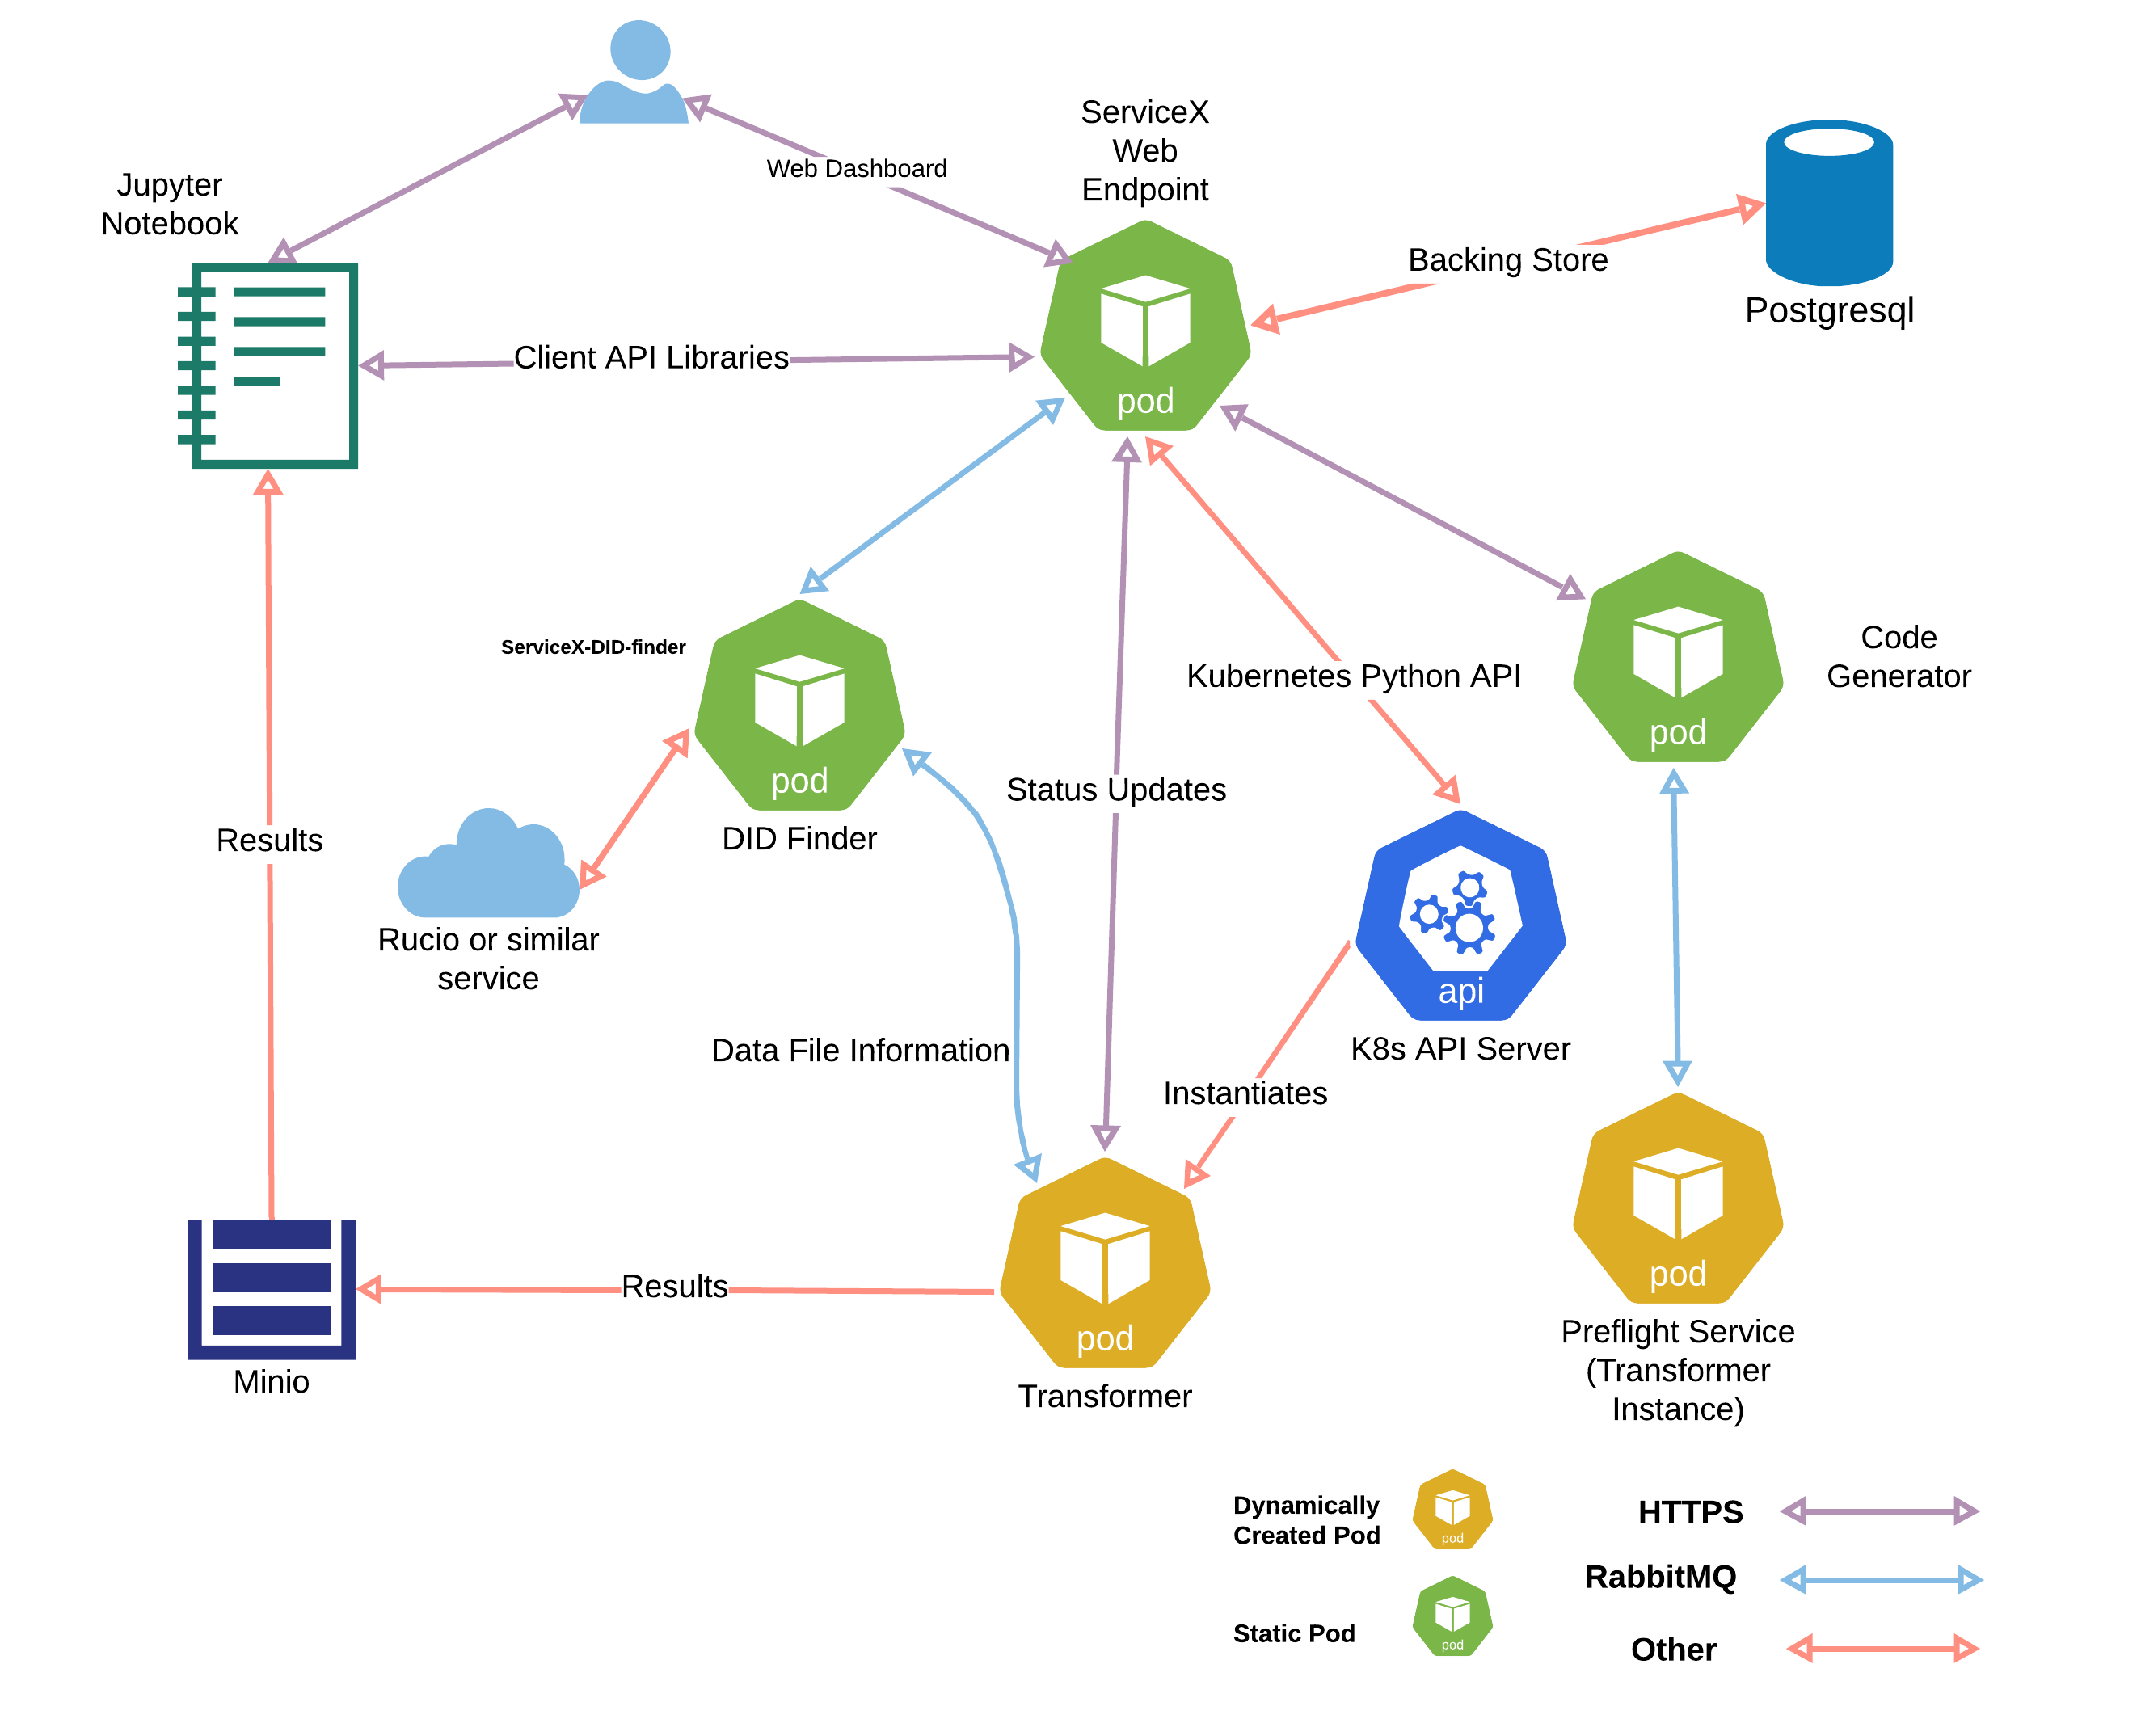 ServiceX
Web
Endpoint
Web Dashboard
Jupyter
Notebook
Backing Store
Postgresql
Client API Libraries
pod
ServiceX-DID-finder
Code
Generator
Kubernetes Python API
pod
pod
Status Updates
DID Finder
Results
Rucio or similar
service
api
K8s API Server
Data File Information
Instantiates
pod
Results
pod
Preflight Service
(Transformer
Instance)
Minio
Transformer
Dynamically
Created Pod
pod
HTTPS
RabbitMQ
Static Pod
pod
Other